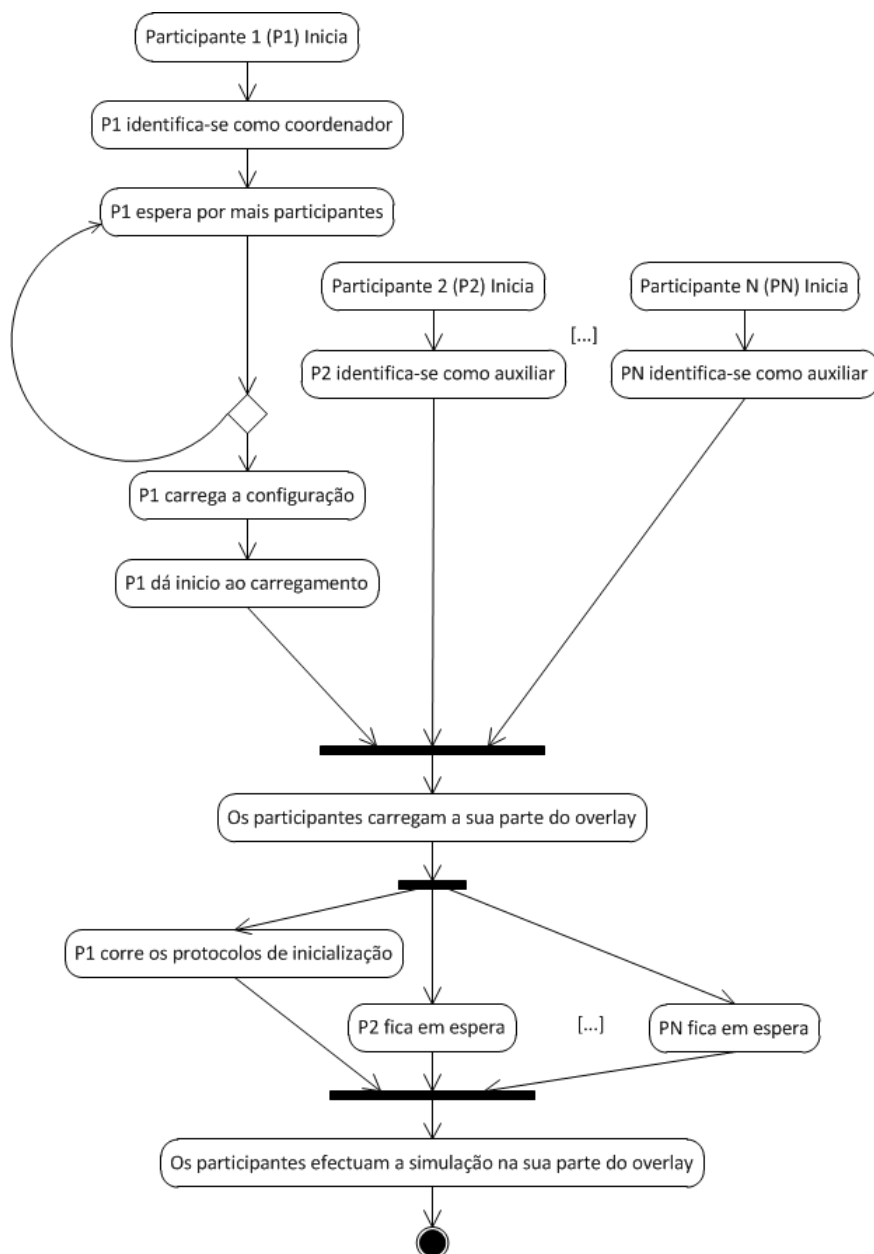 Participante 1 (P1) Inicia
P1 identifica-se como coordenador
P1 espera por mais participantes
Participante 2 (P2) Inicia
Participante N (PN) Inicia
[...]
P2 identifica-se como auxiliar
PN identifica-se como auxiliar
P1 carrega a configuração
P1 dá inicio ao carregamento
Os participantes carregam a sua parte do overlay
P1 corre os protocolos de inicialização
P2 fica em espera
[...]
PN fica em espera
Os participantes efectuam a simulação na sua parte do overlay